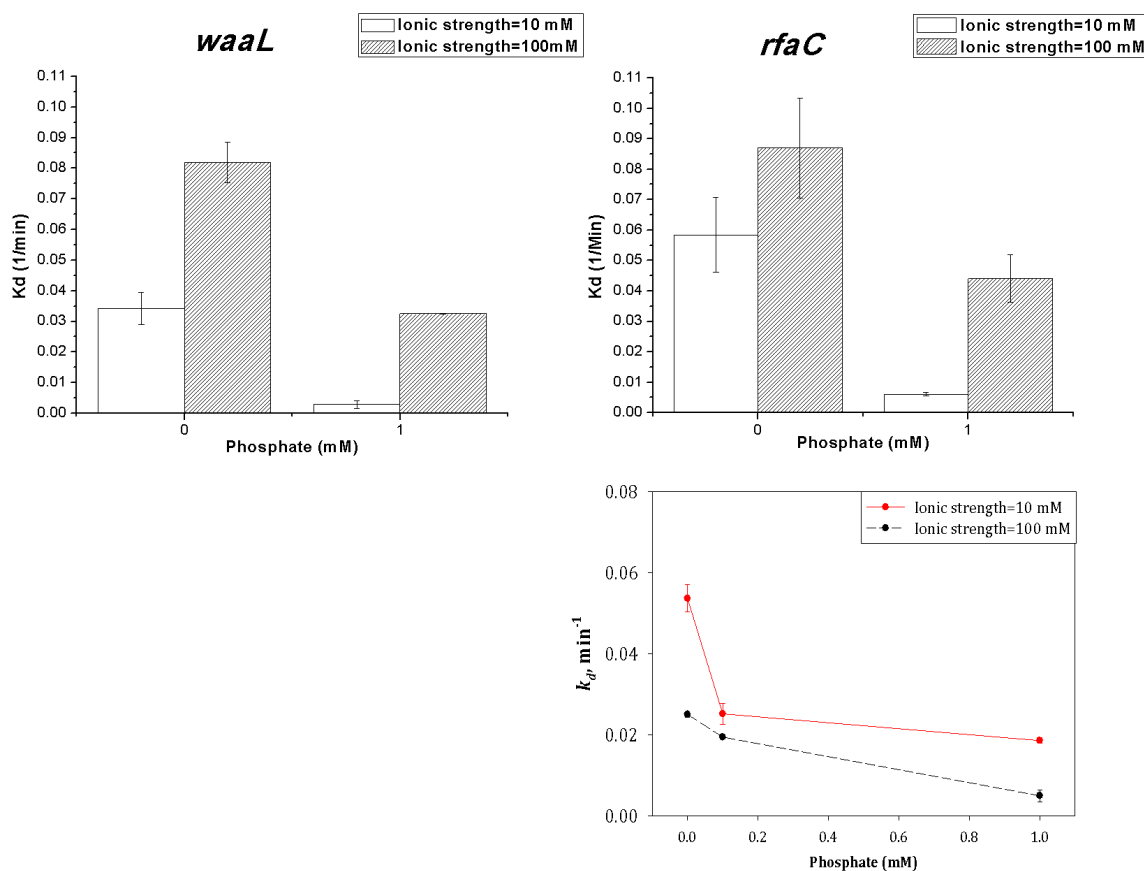 waaL
Ionic strength=10 mM
Ionic strength=100mM
Kd (1/min)
0.11
0.10
0.09
0.08
0.07
0.06
0.05
0.04
0.03
0.02
0.01
0.00
0
1
Phosphate (mM)
rfaC
Ionic strength=10 mM
Ionic strength=100 mM
Kd (1/Min)
0.11
0.10
0.09
0.08
0.07
0.06
0.05
0.04
0.03
0.02
0.01
0.00
0
1
Phosphate (mM)
Ionic strength=10 mM
Ionic strength=100 mM
kd, min-1
0.08
0.06
0.04
0.02
0.00
0.0
0.2
0.4
0.6
0.8
1.0
Phosphate (mM)